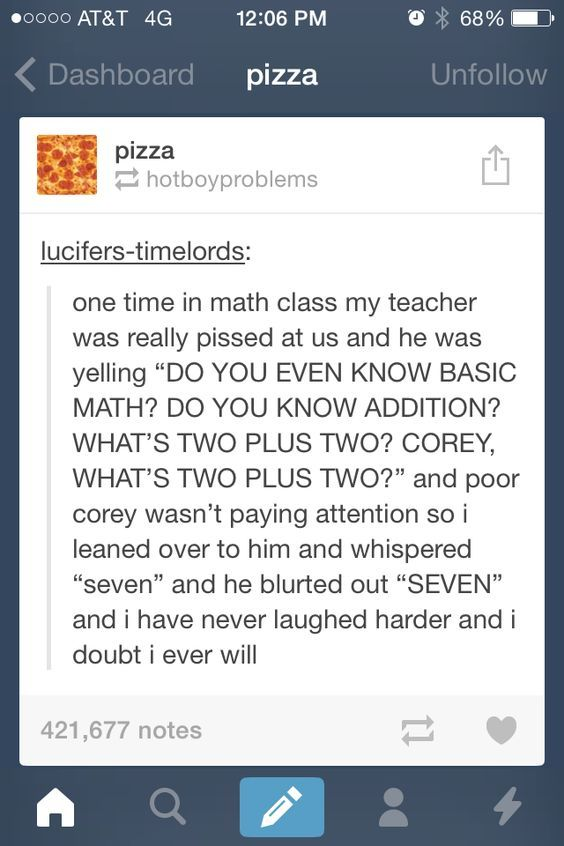 AT&T 4G 12:06 PM 68%
Dashboard pizza Unfollow
pizza
hotboyproblems
lucifers-timelords:
one time in math class my teacher
was really pissed at us and he was
yelling “DO YOU EVEN KNOW BASIC
MATH? DO YOU KNOW ADDITION?
WHAT’S TWO PLUS TWO? COREY,
WHAT’S TWO PLUS TWO?” and poor
corey wasn’t paying attention so i
leaned over to him and whispered
“seven” and he blurted out “SEVEN”
and i have never laughed harder and i
doubt i ever will
421,677 notes